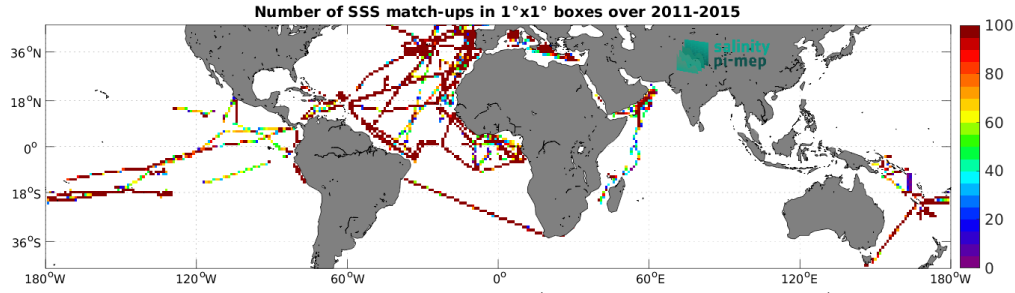 Number of SSS match-ups in 1°x1° boxes over 2011-2015
36°N
18°N
0°
18°S
36°S
180°W
120°W
60°W
0°
60°E
120°E
180°W
salinity
pi-mep
100
80
60
40
20
0